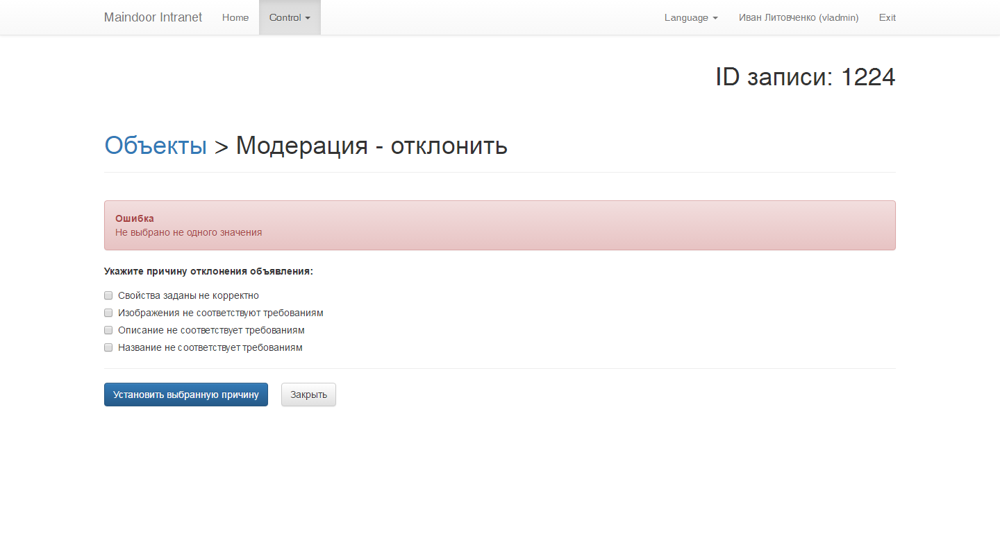 Maindoor Intranet Home Control Language Иван Литовченко (vladmin) Exit
ID записи: 1224
Объекты > Модерация - отклонить
Ошибка
Не выбрано не одного значения
Укажите причину отклонения объявления:
Свойства заданы не корректно
Изображения не соответствуют требованиям
Описание не соответствует требованиям
Название не соответствует требованиям
Установить выбранную причину Закрыть